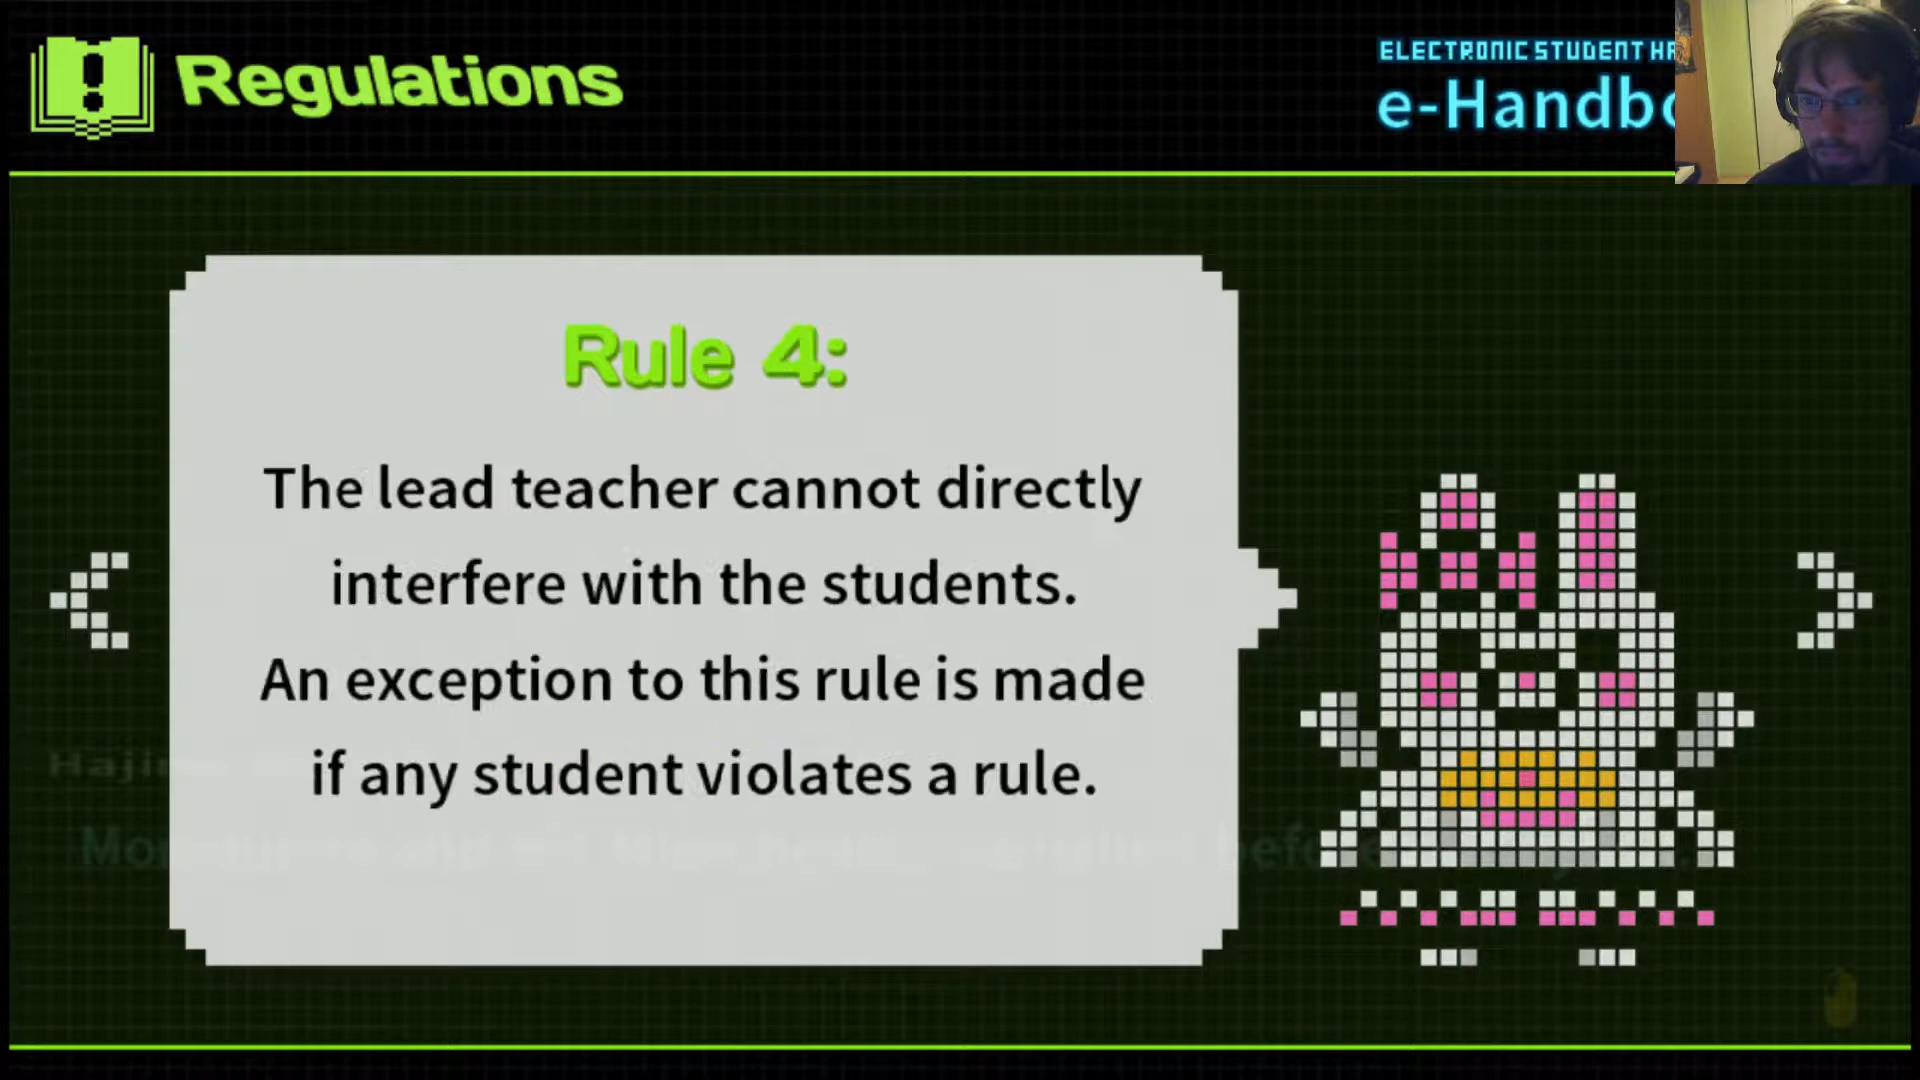 Regulations
ELECTRONIC STUDENT HA
e-Handbo
Rule 4:
The lead teacher cannot directly
interfere with the students.
An exception to this rule is made
if any student violates a rule.